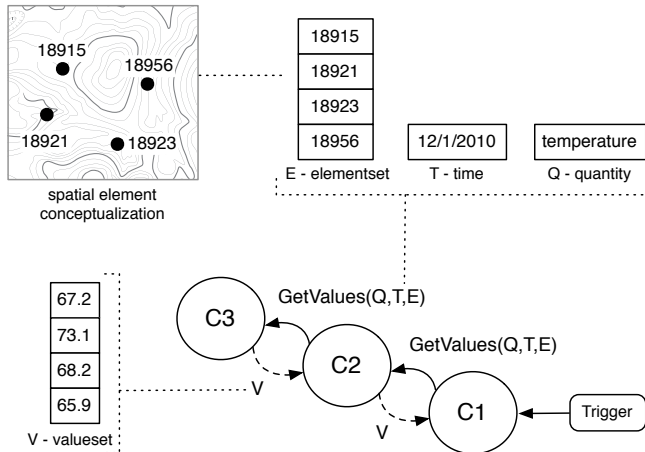 18915
18956
18921
18923
spatial element
conceptualization
18915
18921
18923
18956
E - elementset
12/1/2010
T - time
temperature
Q - quantity
67.2
73.1
68.2
65.9
V - valueset
GetValues(Q,T,E)
C3
V
C2
GetValues(Q,T,E)
V
C1
Trigger